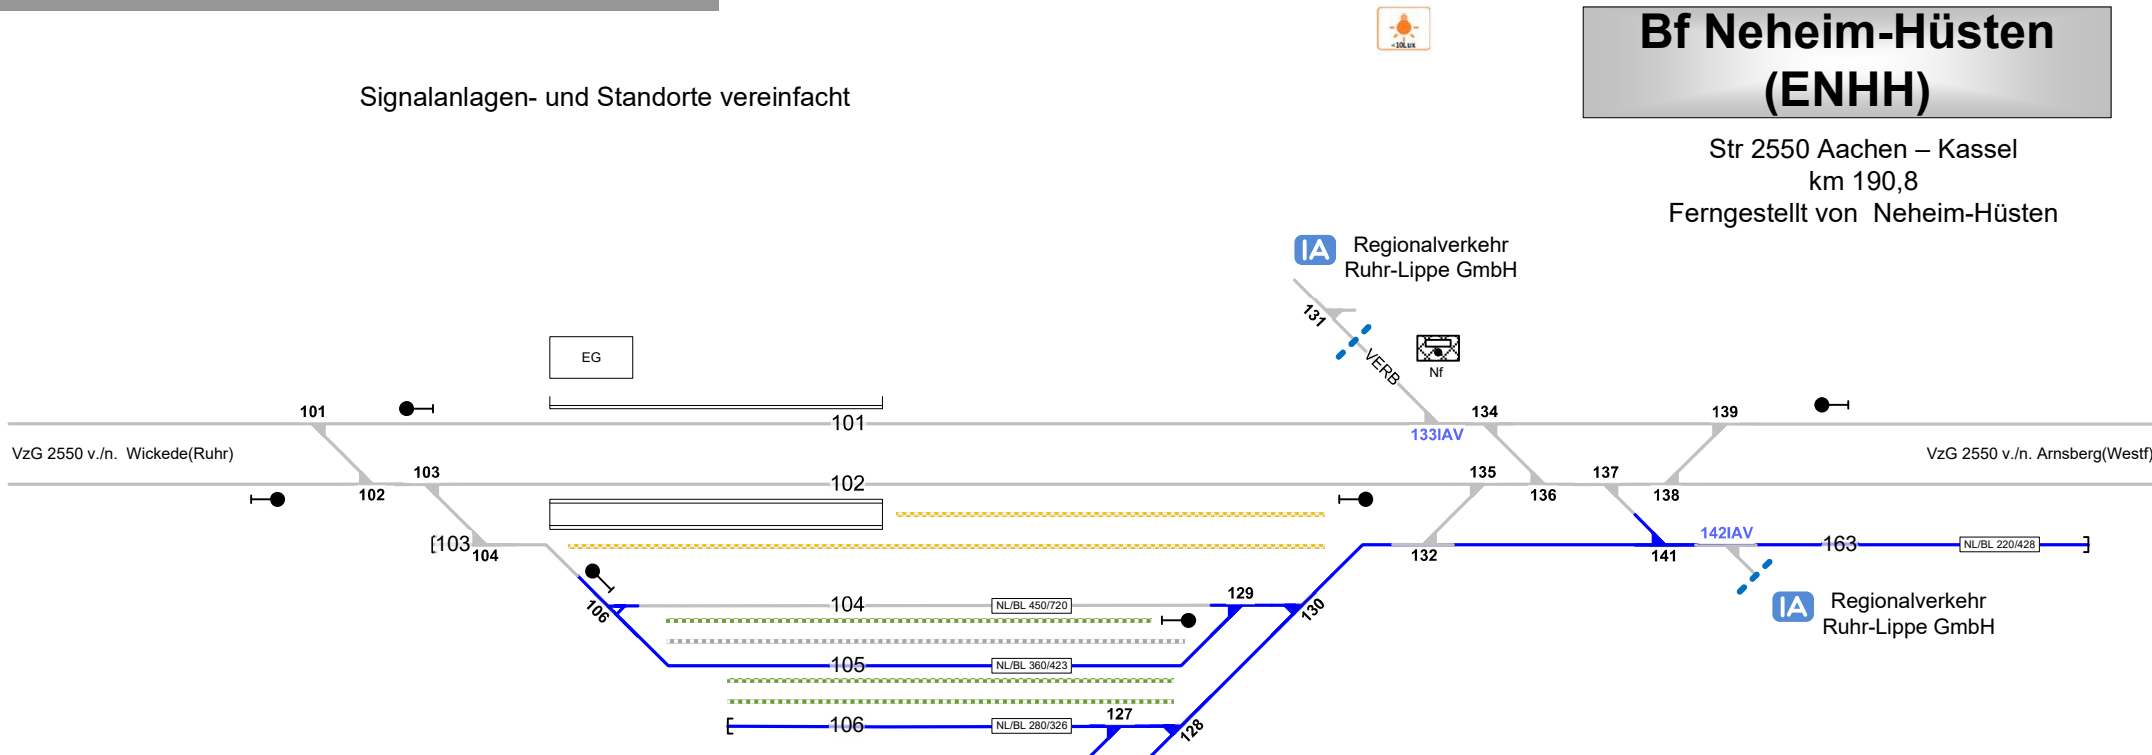 <10Lux
Bf Neheim-Hüsten
(ENHH)
Signalanlagen- und Standorte vereinfacht
Str 2550 Aachen – Kassel
km 190,8
Ferngestellt von Neheim-Hüsten
IA
Regionalverkehr
Ruhr-Lippe GmbH
131
VERB
Nf
EG
101
101
133IAV
134
139
VzG 2550 v./n. Wickede(Ruhr)
VzG 2550 v./n. Arnsberg(Westf)
102
103
102
135
136
137
138
[103
104
132
141
142IAV
163
NL/BL 220/428
106
104
NL/BL 450/720
129
130
IA
Regionalverkehr
Ruhr-Lippe GmbH
105
NL/BL 360/423
106
NL/BL 280/326
127
128